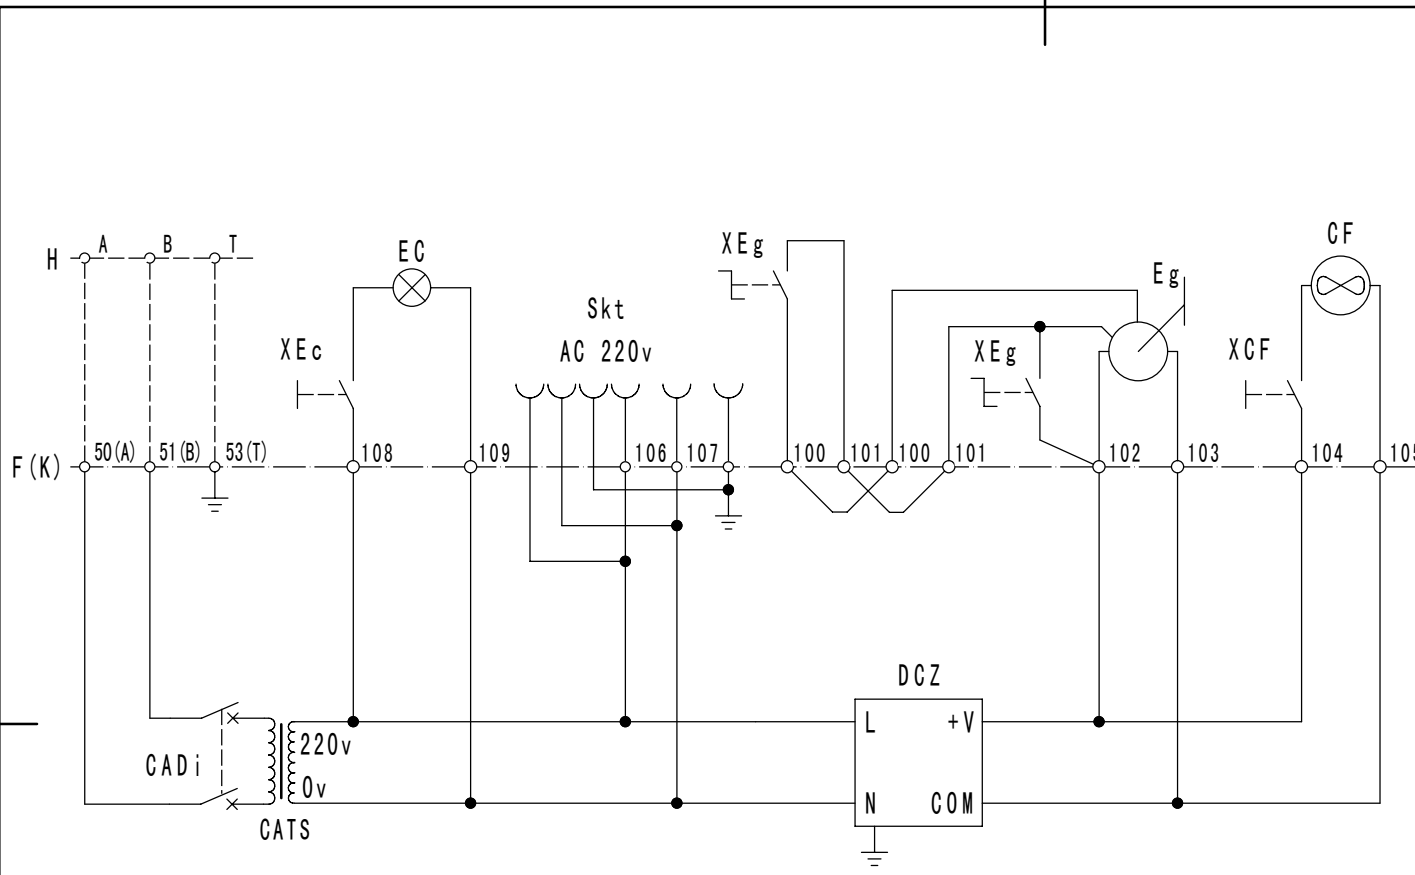 H A B T
EC
XEg
CF
Eg
Skt
AC 220v
XEc
XEg
XCF
F(K) 50(A) 51(B) 53(T) 108 109 106 107 100 101 100 101 102 103 104 105
DCZ
L +V
220v
CADi
0v
N COM
CATS